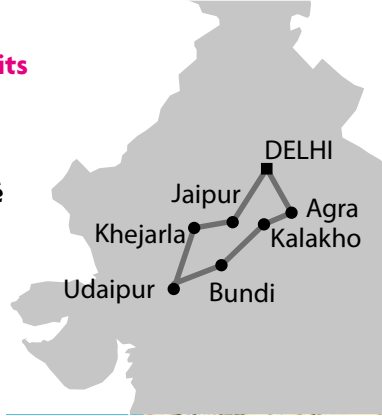 its
é
DELHI
Jaipur
Agra
Khejarla
Kalakho
Udaipur
Bundi